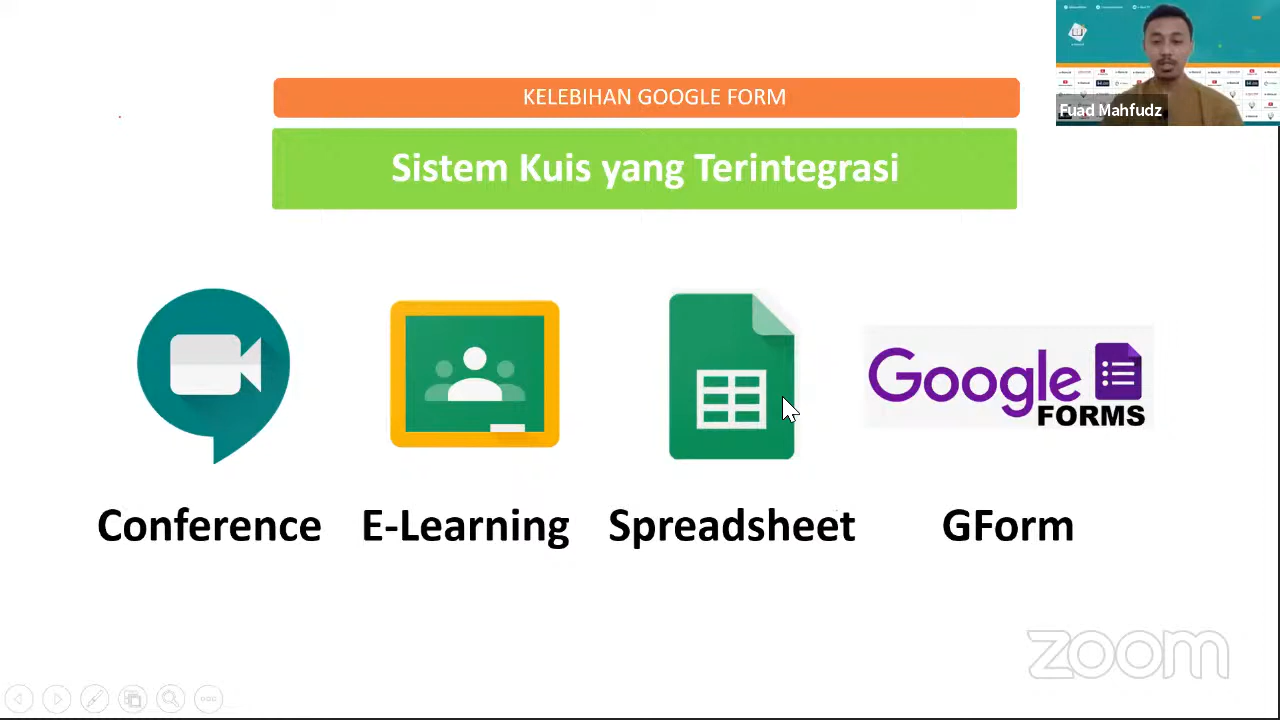 KELEBIHAN GOOGLE FORM
Fuad Mahfudz
Sistem Kuis yang Terintegrasi
Google
FORMS
Conference
E-Learning
Spreadsheet
GForm
zoom